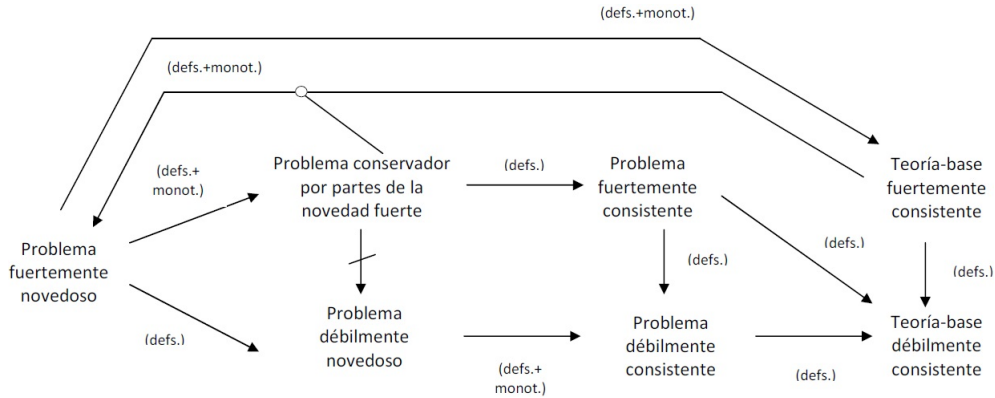 (defs.+monot.)
(defs.+monot.)
(defs.+
monot.)
Problema conservador
por partes de la
novedad fuerte
(defs.)
Problema
fuertemente
consistente
Teoría-base
fuertemente
consistente
Problema
fuertemente
novedoso
(defs.)
(defs.)
(defs.)
(defs.)
Problema
débilmente
novedoso
(defs.+
monot.)
Problema
débilmente
consistente
(defs.)
Teoría-base
débilmente
consistente